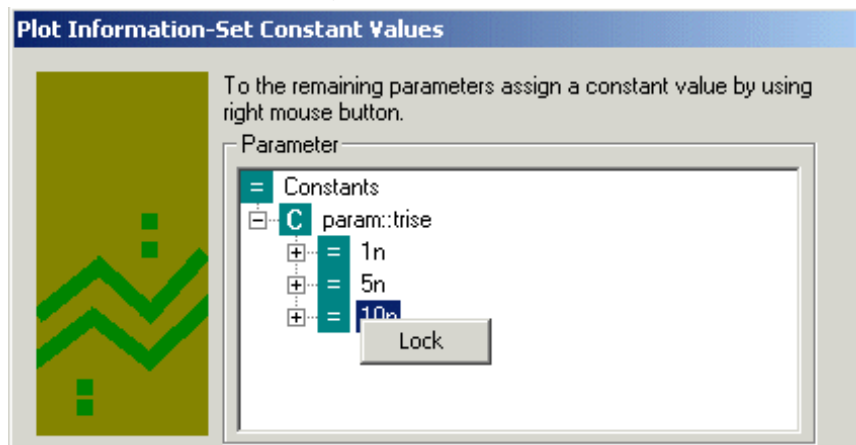 Plot Information-Set Constant Values
To the remaining parameters assign a constant value by using
right mouse button.
Parameter
= Constants
C param::trise
= 1n
= 5n
= 10n
Lock